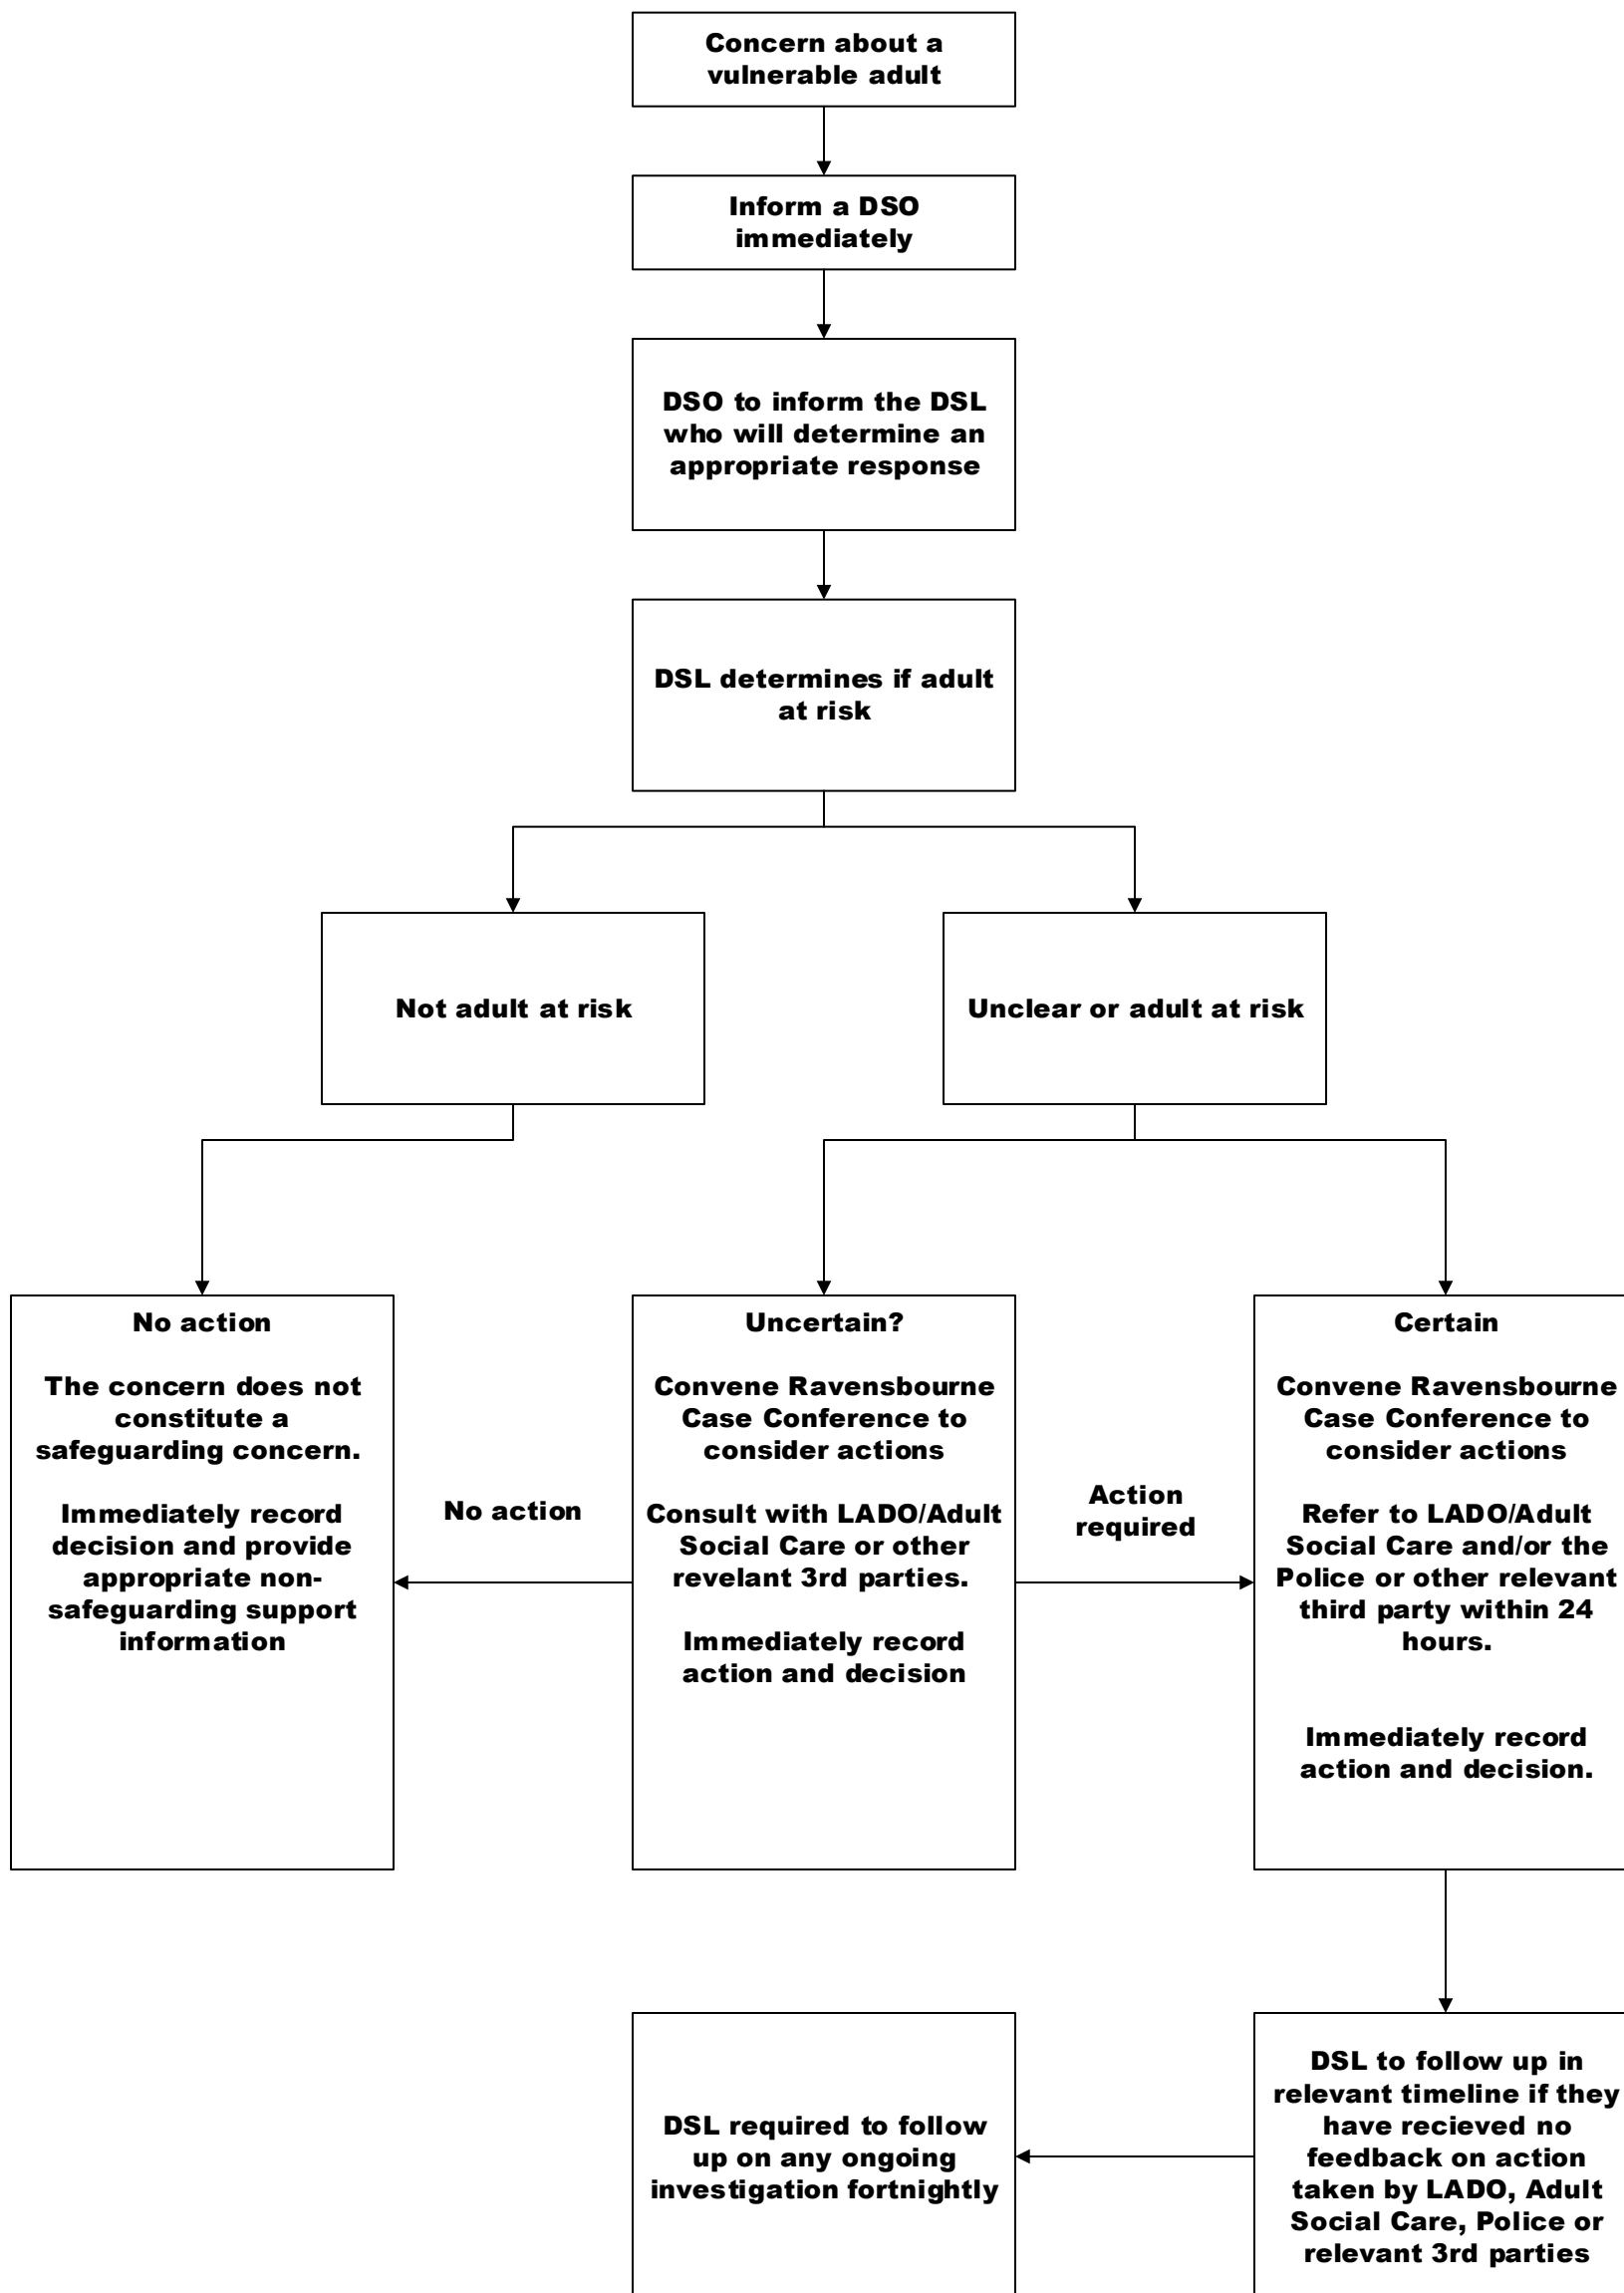 Concern about a
vulnerable adult
Inform a DSO
immediately
DSO to inform the DSL
who will determine an
appropriate response
DSL determines if adult
at risk
Not adult at risk
Unclear or adult at risk
No action
The concern does not
constitute a
safeguarding concern.
Immediately record
decision and provide
appropriate non-
safeguarding support
information
No action
Uncertain?
Convene Ravensbourne
Case Conference to
consider actions
Consult with LADO/Adult
Social Care or other
revelant 3rd parties.
Immediately record
action and decision
Action
required
Certain
Convene Ravensbourne
Case Conference to
consider actions
Refer to LADO/Adult
Social Care and/or the
Police or other relevant
third party within 24
hours.
Immediately record
action and decision.
DSL required to follow
up on any ongoing
investigation fortnightly
DSL to follow up in
relevant timeline if they
have recieved no
feedback on action
taken by LADO, Adult
Social Care, Police or
relevant 3rd parties